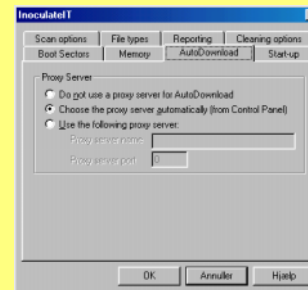 InoculateIT
Scan options File types Reporting Cleaning options
Boot Sectors Memory AutoDownload Start-up
Proxy Server
Do not use a proxy server for AutoDownload
Choose the proxy server automatically (from Control Panel)
Use the following proxy server:
Proxy server name:
Proxy server port: 0
OK Annuller Hjælp